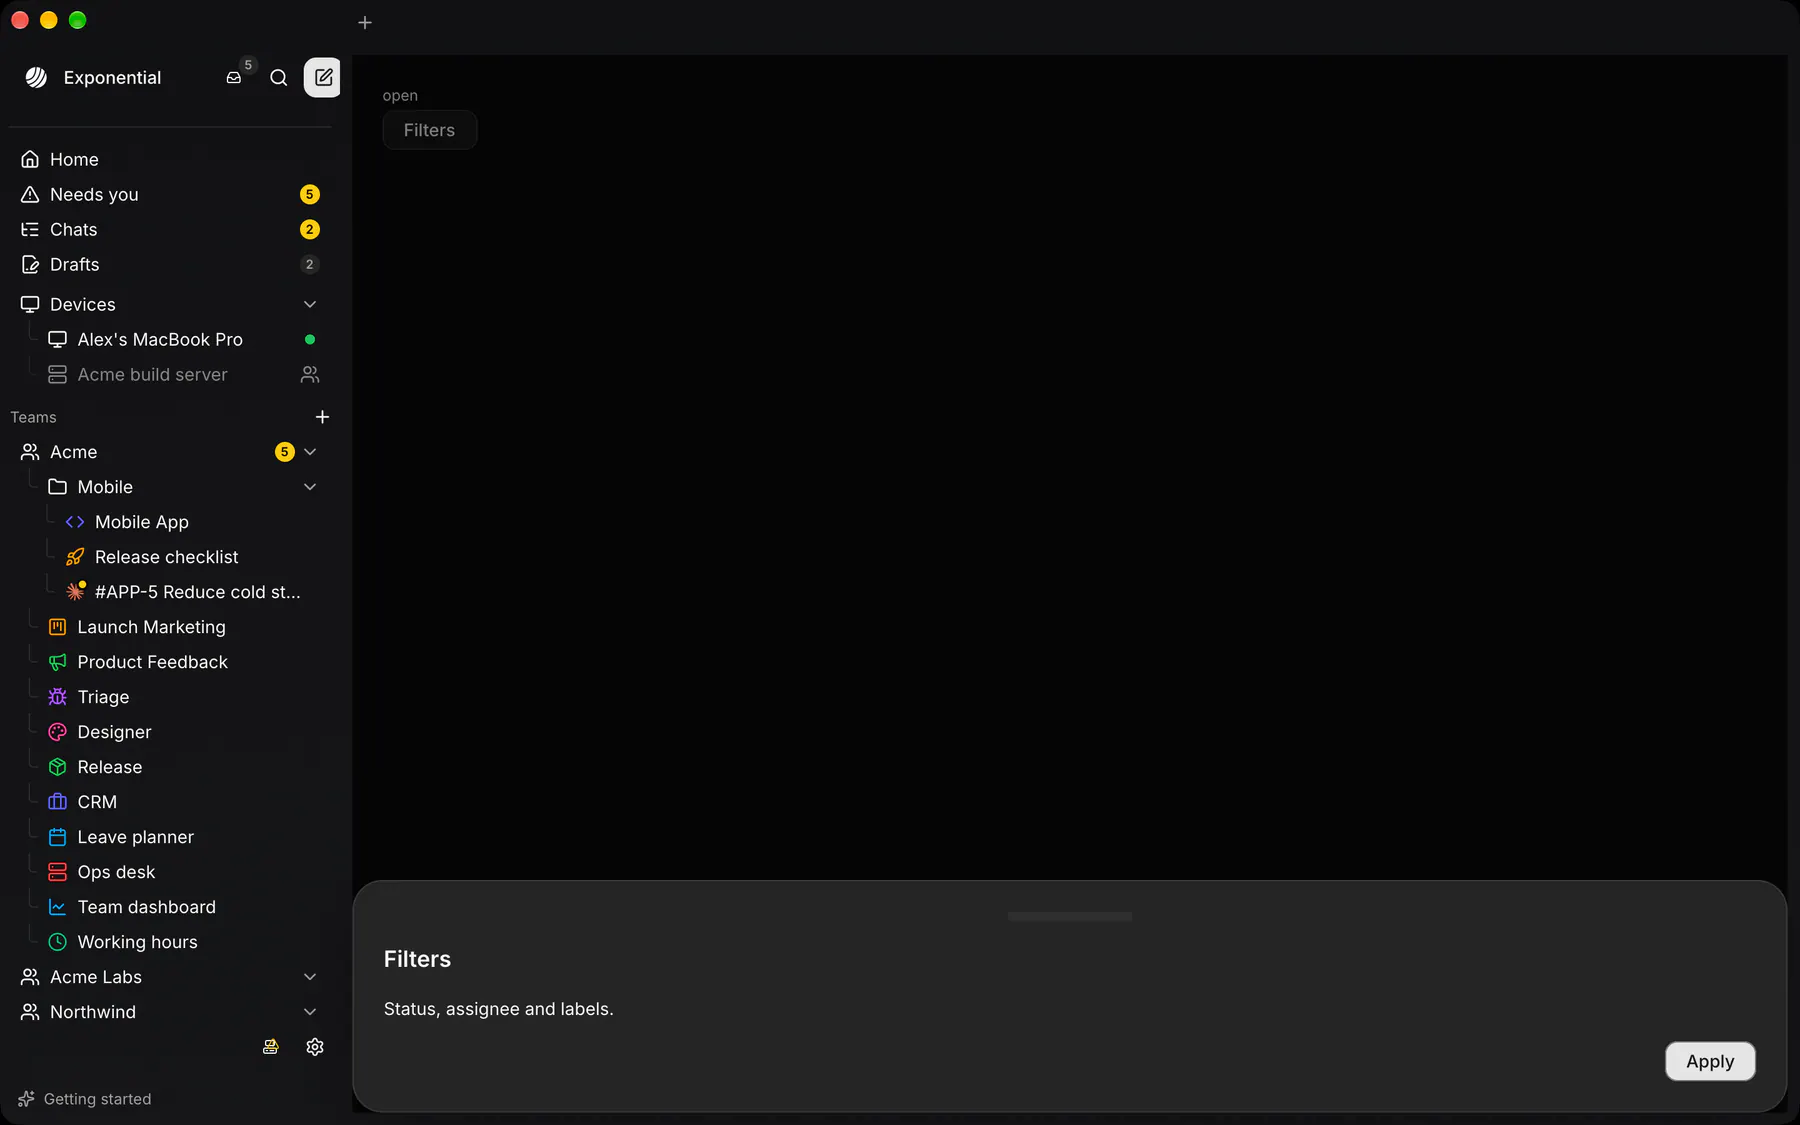 5
Exponential
Home
Needs you 5
Chats 2
Drafts 2
Devices
Alex's MacBook Pro
Acme build server
Teams
Acme 5
Mobile
Mobile App
Release checklist
#APP-5 Reduce cold st...
Launch Marketing
Product Feedback
Triage
Designer
Release
CRM
Leave planner
Ops desk
Team dashboard
Working hours
Acme Labs
Northwind
Getting started
open
Filters
Filters
Status, assignee and labels.
Apply